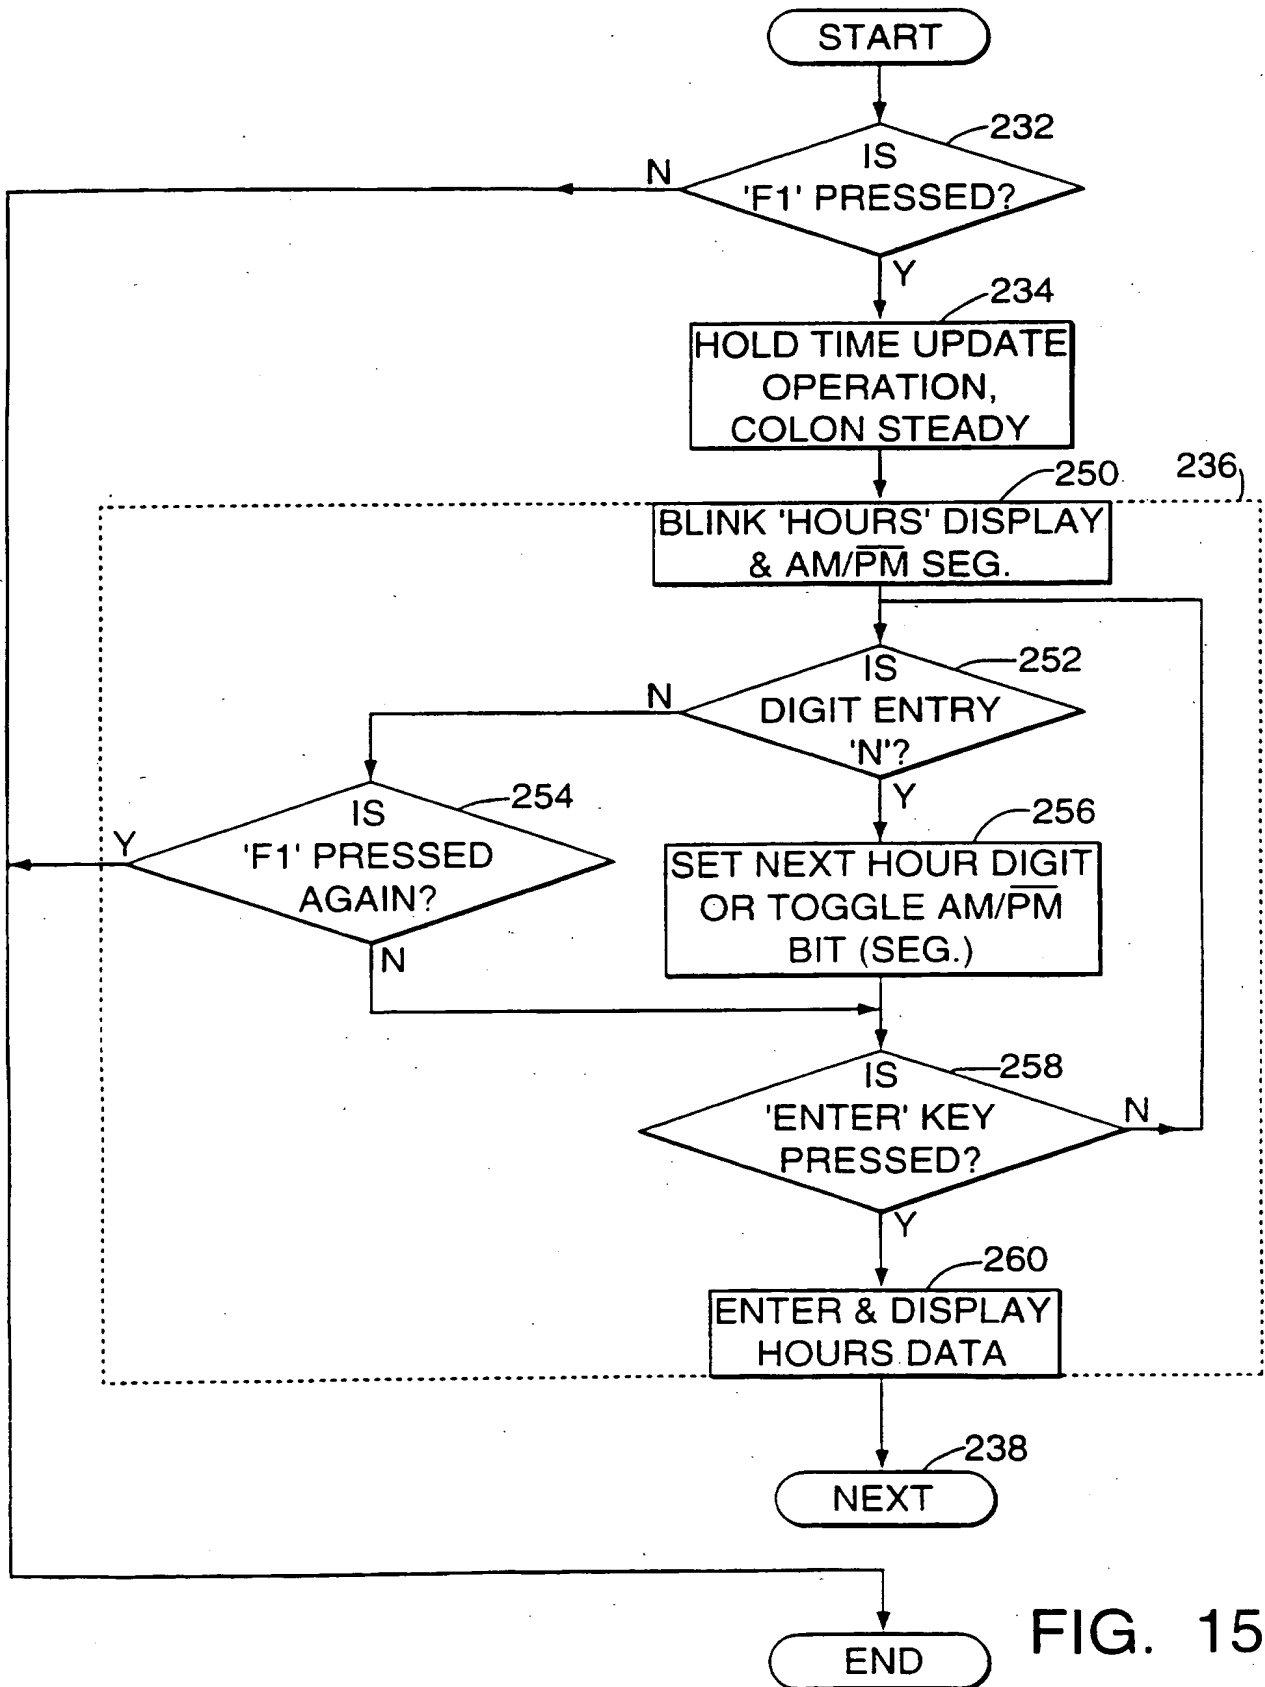 START
232
IS
'F1' PRESSED?
N
Y
234
HOLD TIME UPDATE
OPERATION,
COLON STEADY
250
236
BLINK 'HOURS' DISPLAY
& AM/P̅M̅ SEG.
252
IS
DIGIT ENTRY
'N'?
N
Y
254
IS
'F1' PRESSED
AGAIN?
Y
N
256
SET NEXT HOUR DIGIT
OR TOGGLE AM/P̅M̅
BIT (SEG.)
258
IS
'ENTER' KEY
PRESSED?
N
Y
260
ENTER & DISPLAY
HOURS DATA
238
NEXT
END
FIG. 15